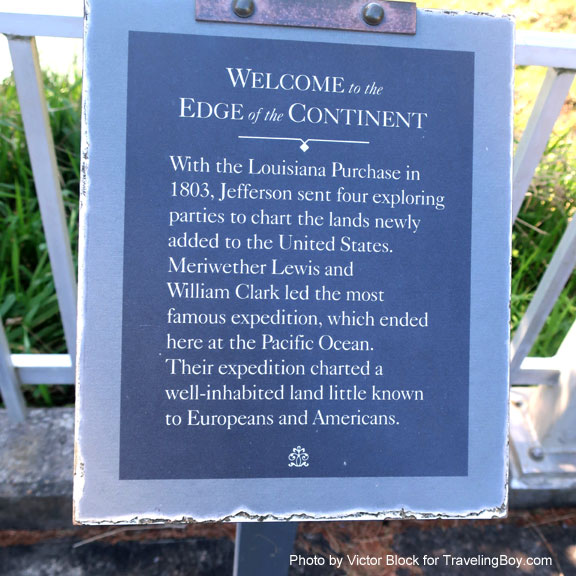 WELCOME to the
EDGE of the CONTINENT
With the Louisiana Purchase in
1803, Jefferson sent four exploring
parties to chart the lands newly
added to the United States.
Meriwether Lewis and
William Clark led the most
famous expedition, which ended
here at the Pacific Ocean.
Their expedition charted a
well-inhabited land little known
to Europeans and Americans.
Photo by Victor Block for TravelingBoy.com